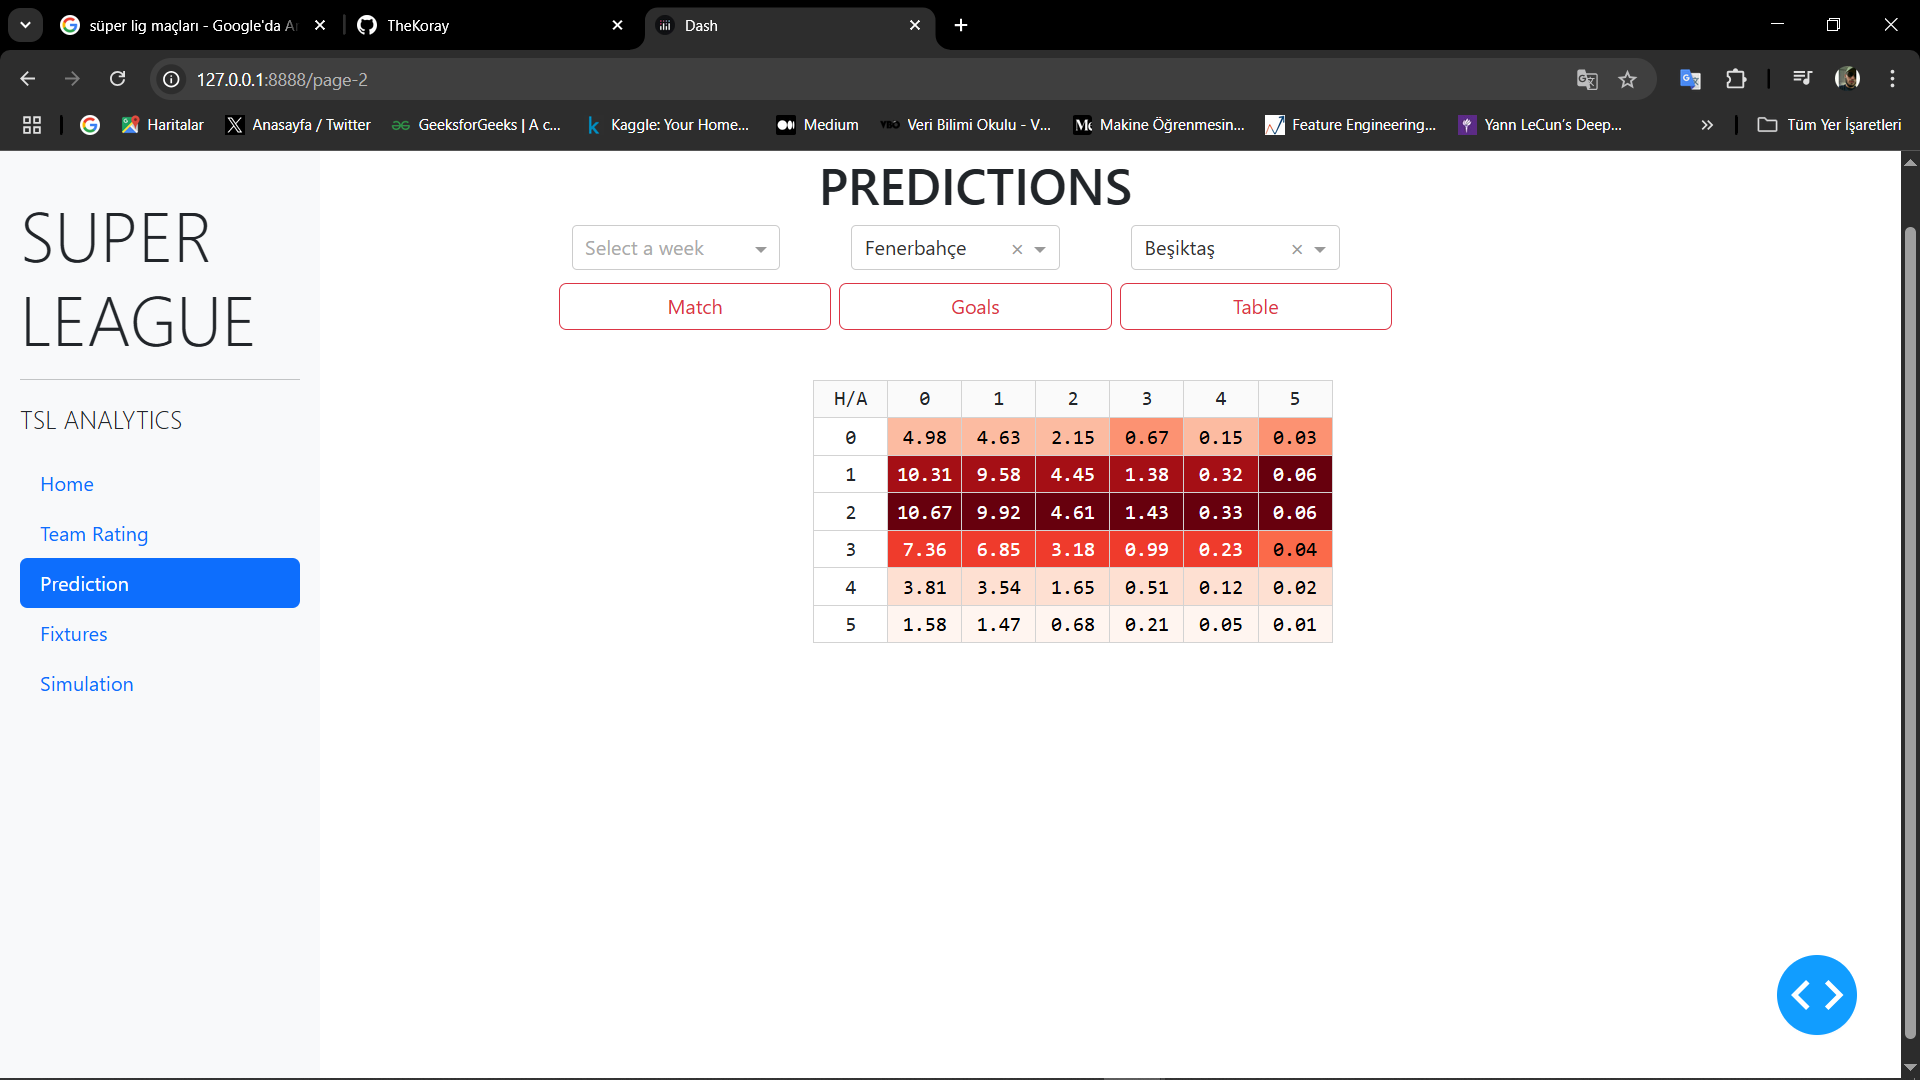 süper lig maçları - Google'da Ar
TheKoray
Dash
127.0.0.1:8888/page-2
Haritalar
Anasayfa / Twitter
GeeksforGeeks | A c...
Kaggle: Your Home...
Medium
Veri Bilimi Okulu - V...
Makine Öğrenmesin...
Feature Engineering...
Yann LeCun's Deep...
Tüm Yer İşaretleri
SUPER
LEAGUE
TSL ANALYTICS
Home
Team Rating
Prediction
Fixtures
Simulation
PREDICTIONS
Select a week
Fenerbahçe
Beşiktaş
Match
Goals
Table
H/A 0 1 2 3 4 5
0 4.98 4.63 2.15 0.67 0.15 0.03
1 10.31 9.58 4.45 1.38 0.32 0.06
2 10.67 9.92 4.61 1.43 0.33 0.06
3 7.36 6.85 3.18 0.99 0.23 0.04
4 3.81 3.54 1.65 0.51 0.12 0.02
5 1.58 1.47 0.68 0.21 0.05 0.01